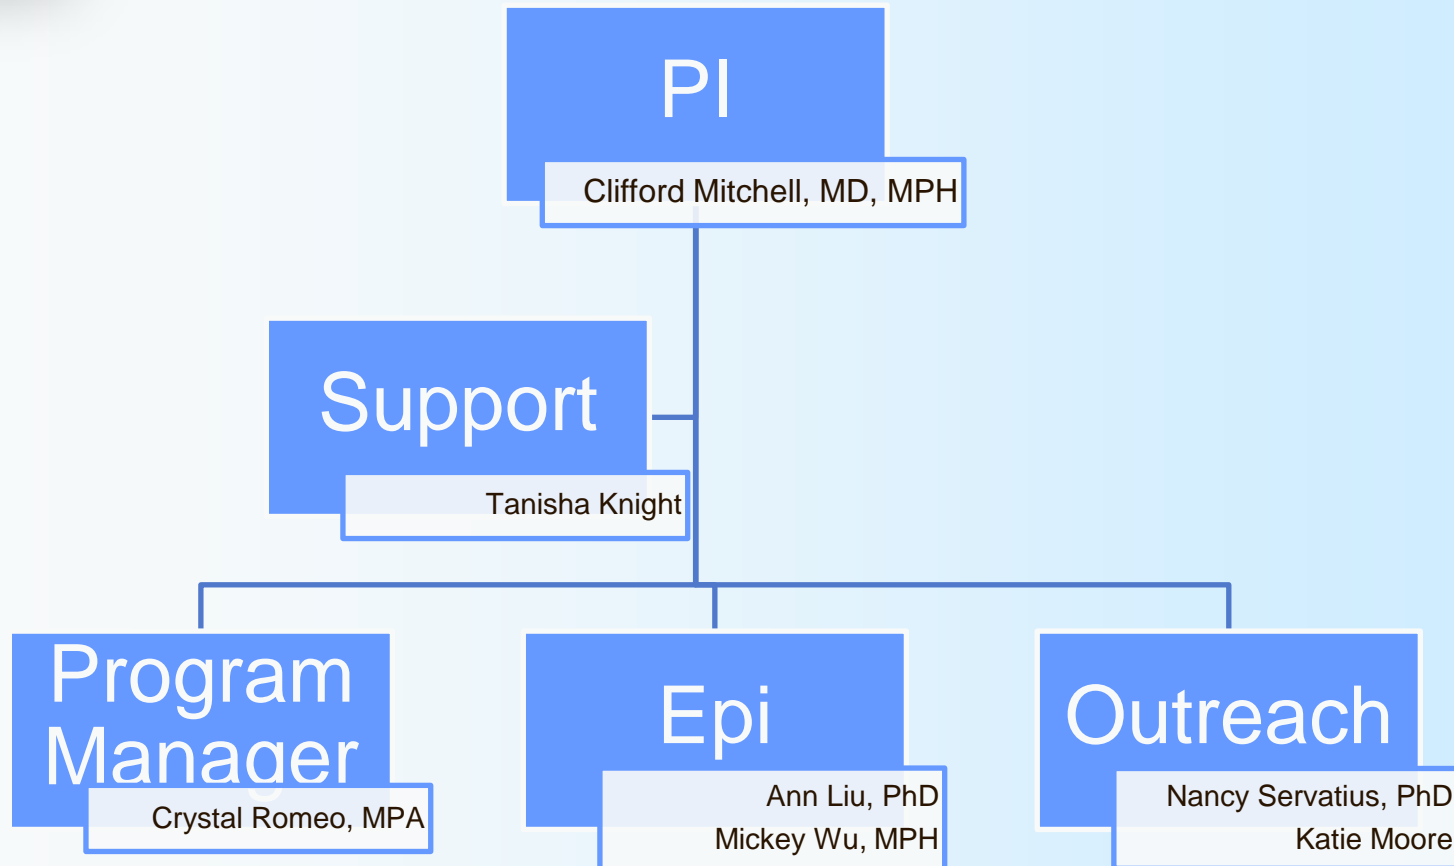 PI
Clifford Mitchell, MD, MPH
Support
Tanisha Knight
Program
Manager
Crystal Romeo, MPA
Epi
Ann Liu, PhD
Mickey Wu, MPH
Outreach
Nancy Servatius, PhD
Katie Moore